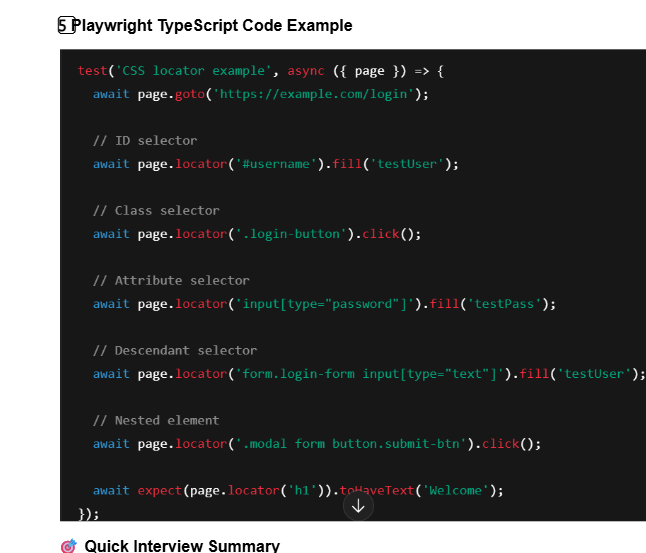 5 Playwright TypeScript Code Example
test('CSS locator example', async ({ page }) => {
  await page.goto('https://example.com/login');

  // ID selector
  await page.locator('#username').fill('testUser');

  // Class selector
  await page.locator('.login-button').click();

  // Attribute selector
  await page.locator('input[type="password"]').fill('testPass');

  // Descendant selector
  await page.locator('form.login-form input[type="text"]').fill('testUser');

  // Nested element
  await page.locator('.modal form button.submit-btn').click();

  await expect(page.locator('h1')).toHaveText('Welcome');
});
🎯 Quick Interview Summary